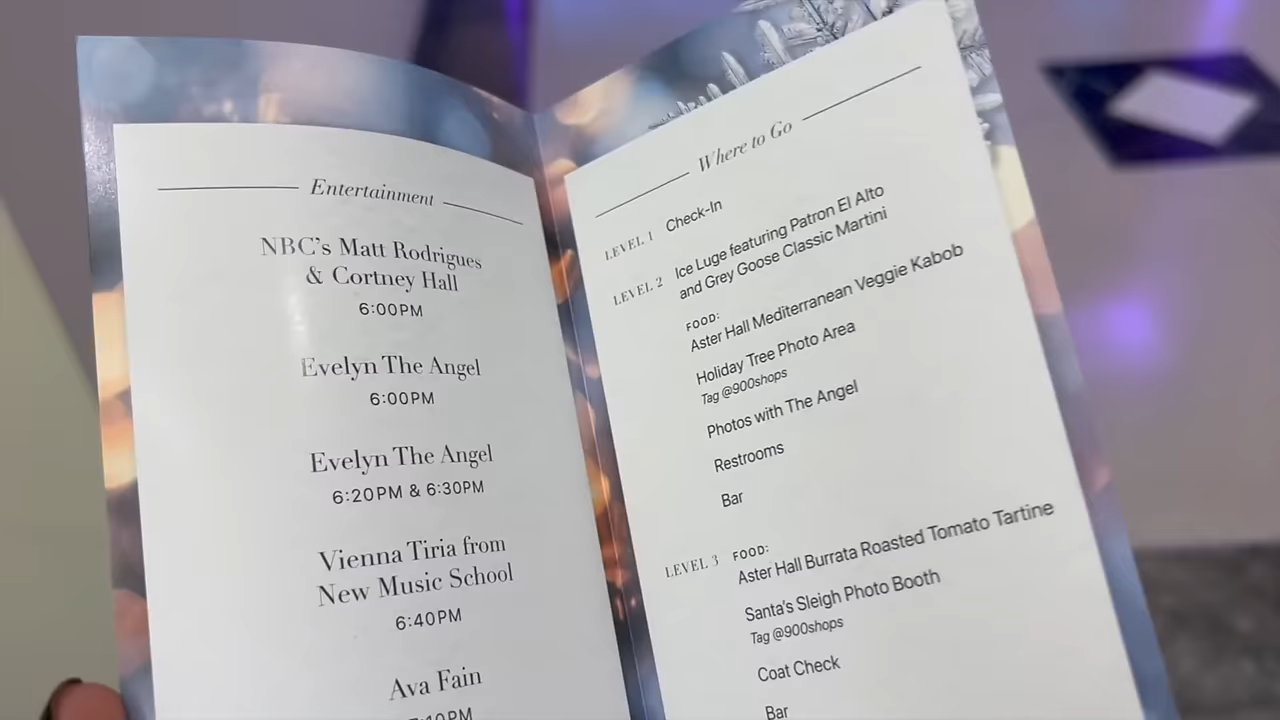 Entertainment
NBC's Matt Rodrigues
& Cortney Hall
6:00PM
Evelyn The Angel
6:00PM
Evelyn The Angel
6:20PM & 6:30PM
Vienna Tiria from
New Music School
6:40PM
Ava Fain
Where to Go
LEVEL 1 Check-In
LEVEL 2 Ice Luge featuring Patron El Alto
and Grey Goose Classic Martini
FOOD:
Aster Hall Mediterranean Veggie Kabob
Holiday Tree Photo Area
Tag @900shops
Photos with The Angel
Restrooms
Bar
LEVEL 3 FOOD:
Aster Hall Burrata Roasted Tomato Tartine
Santa's Sleigh Photo Booth
Tag @900shops
Coat Check
Bar